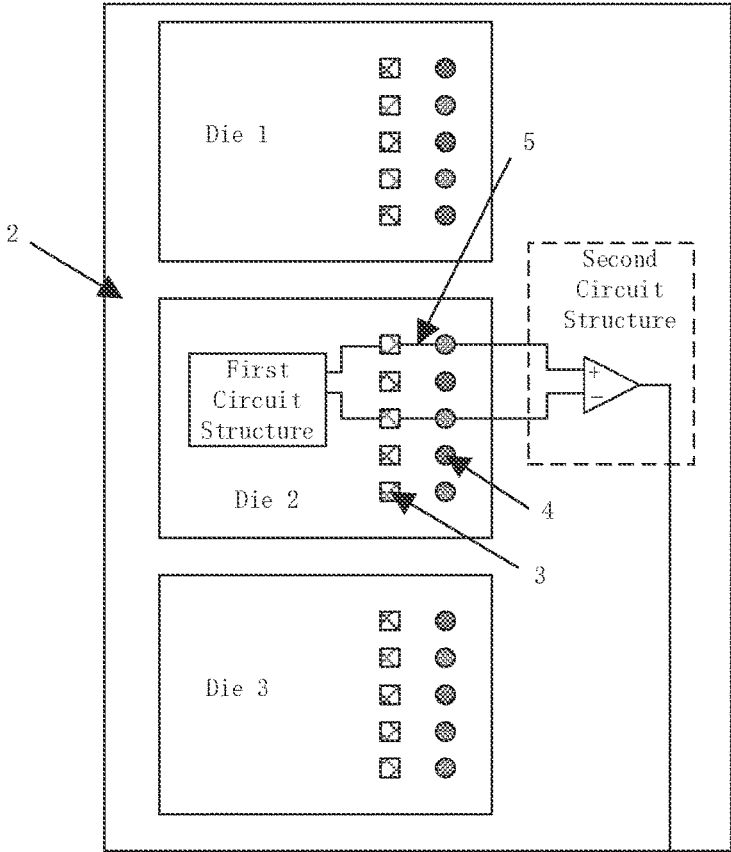 Die 1
5
2
Second
Circuit
Structure
First
Circuit
Structure
+
−
Die 2
4
3
Die 3